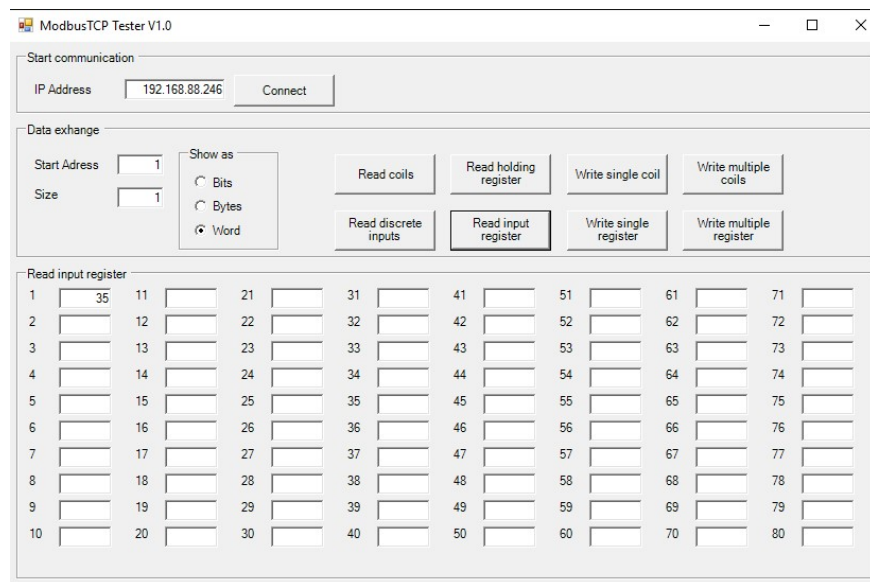 ModbusTCP Tester V1.0
Start communication
IP Address 192.168.88.246 Connect
Data exhange
Start Adress 1
Size 1
Show as
Bits
Bytes
Word
Read coils
Read holding
register
Write single coil
Write multiple
coils
Read discrete
inputs
Read input
register
Write single
register
Write multiple
register
Read input register
1 35 11 21 31 41 51 61 71
2 12 22 32 42 52 62 72
3 13 23 33 43 53 63 73
4 14 24 34 44 54 64 74
5 15 25 35 45 55 65 75
6 16 26 36 46 56 66 76
7 17 27 37 47 57 67 77
8 18 28 38 48 58 68 78
9 19 29 39 49 59 69 79
10 20 30 40 50 60 70 80